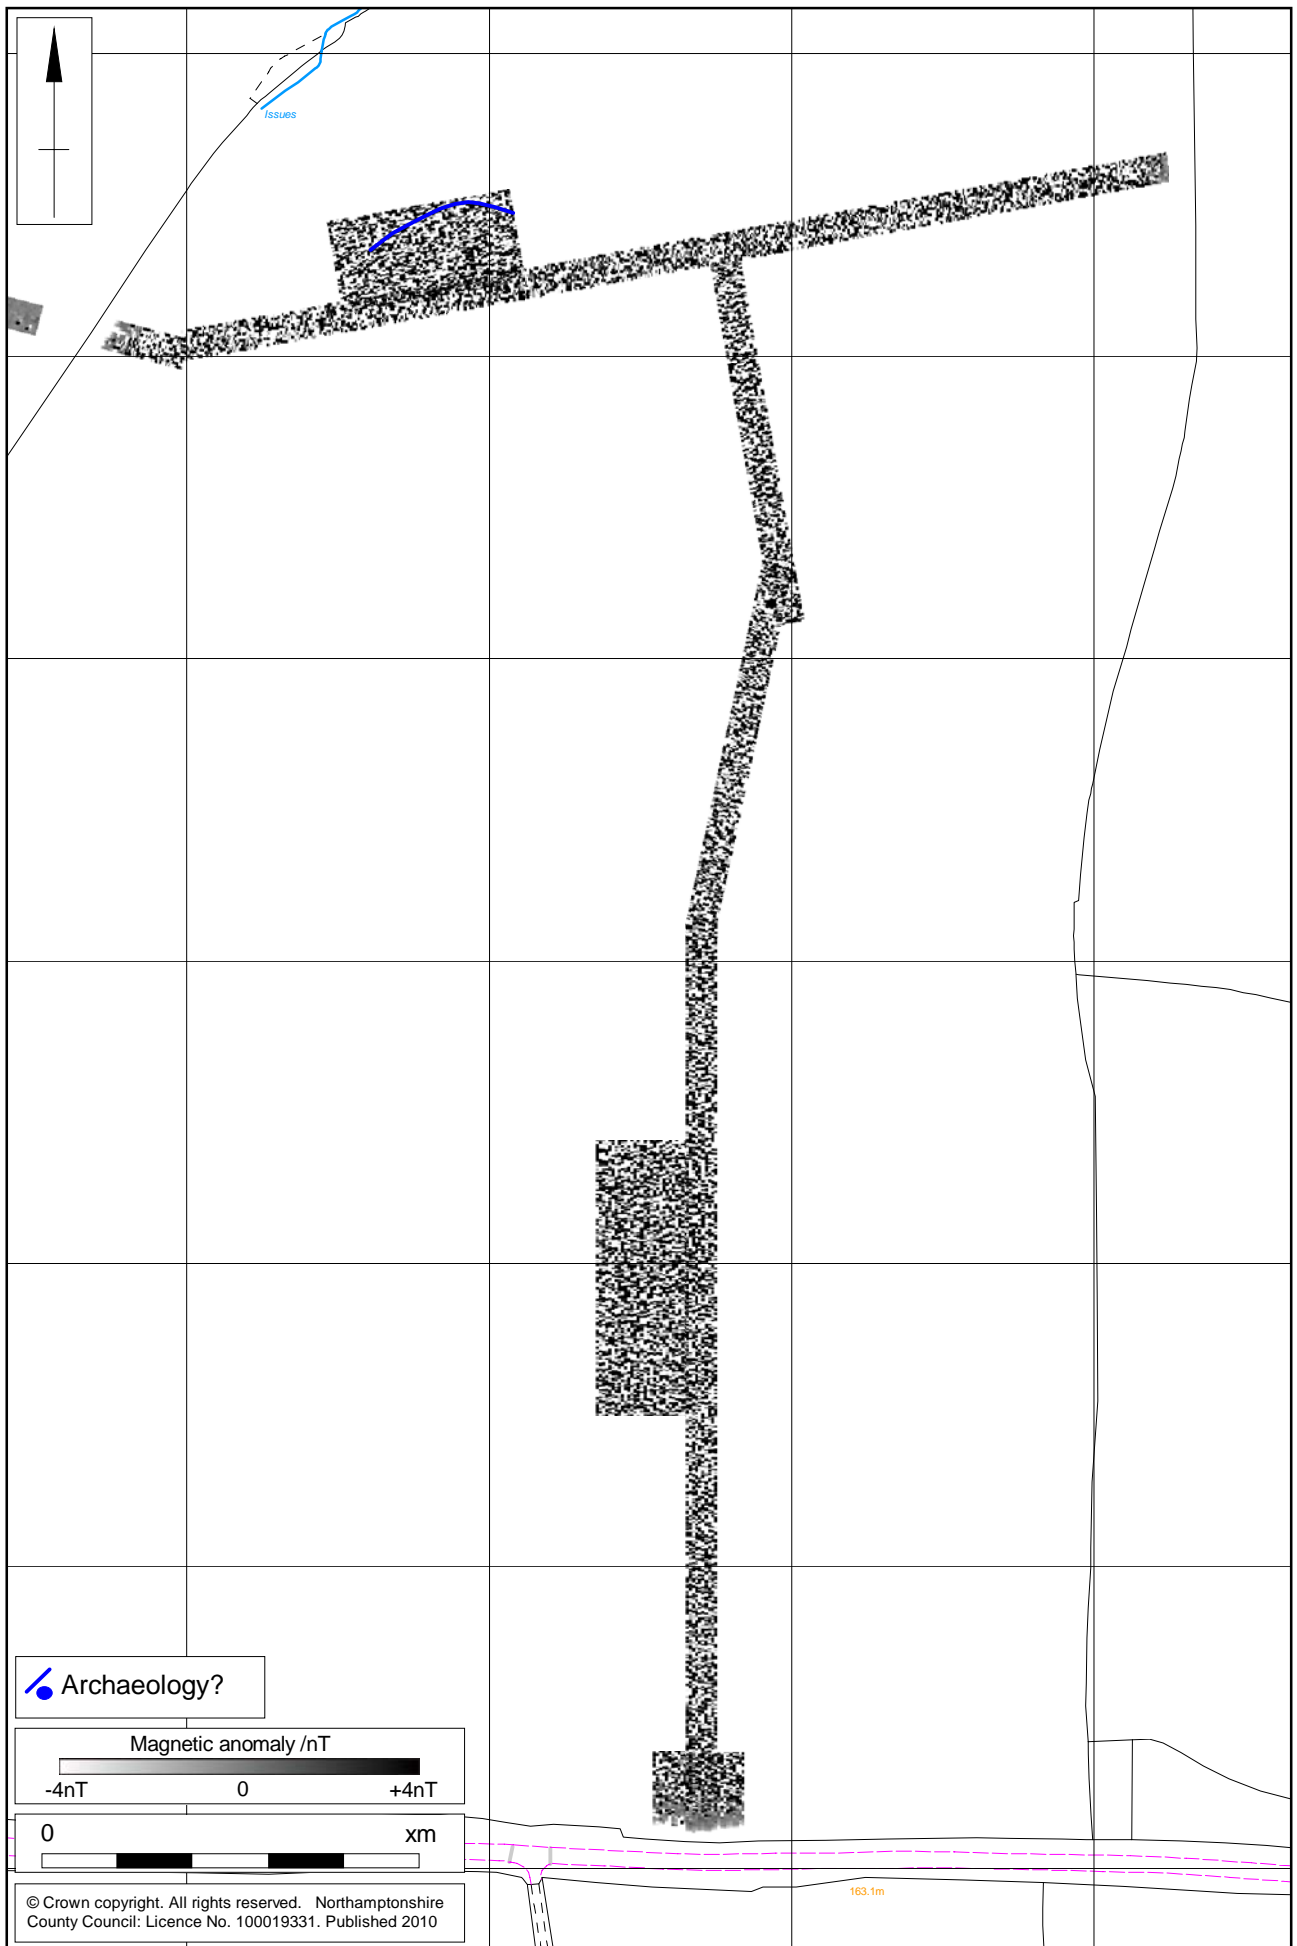 Issues
Archaeology?
Magnetic anomaly /nT
-4nT 0 +4nT
0 xm
© Crown copyright. All rights reserved. Northamptonshire
County Council: Licence No. 100019331. Published 2010
163.1m